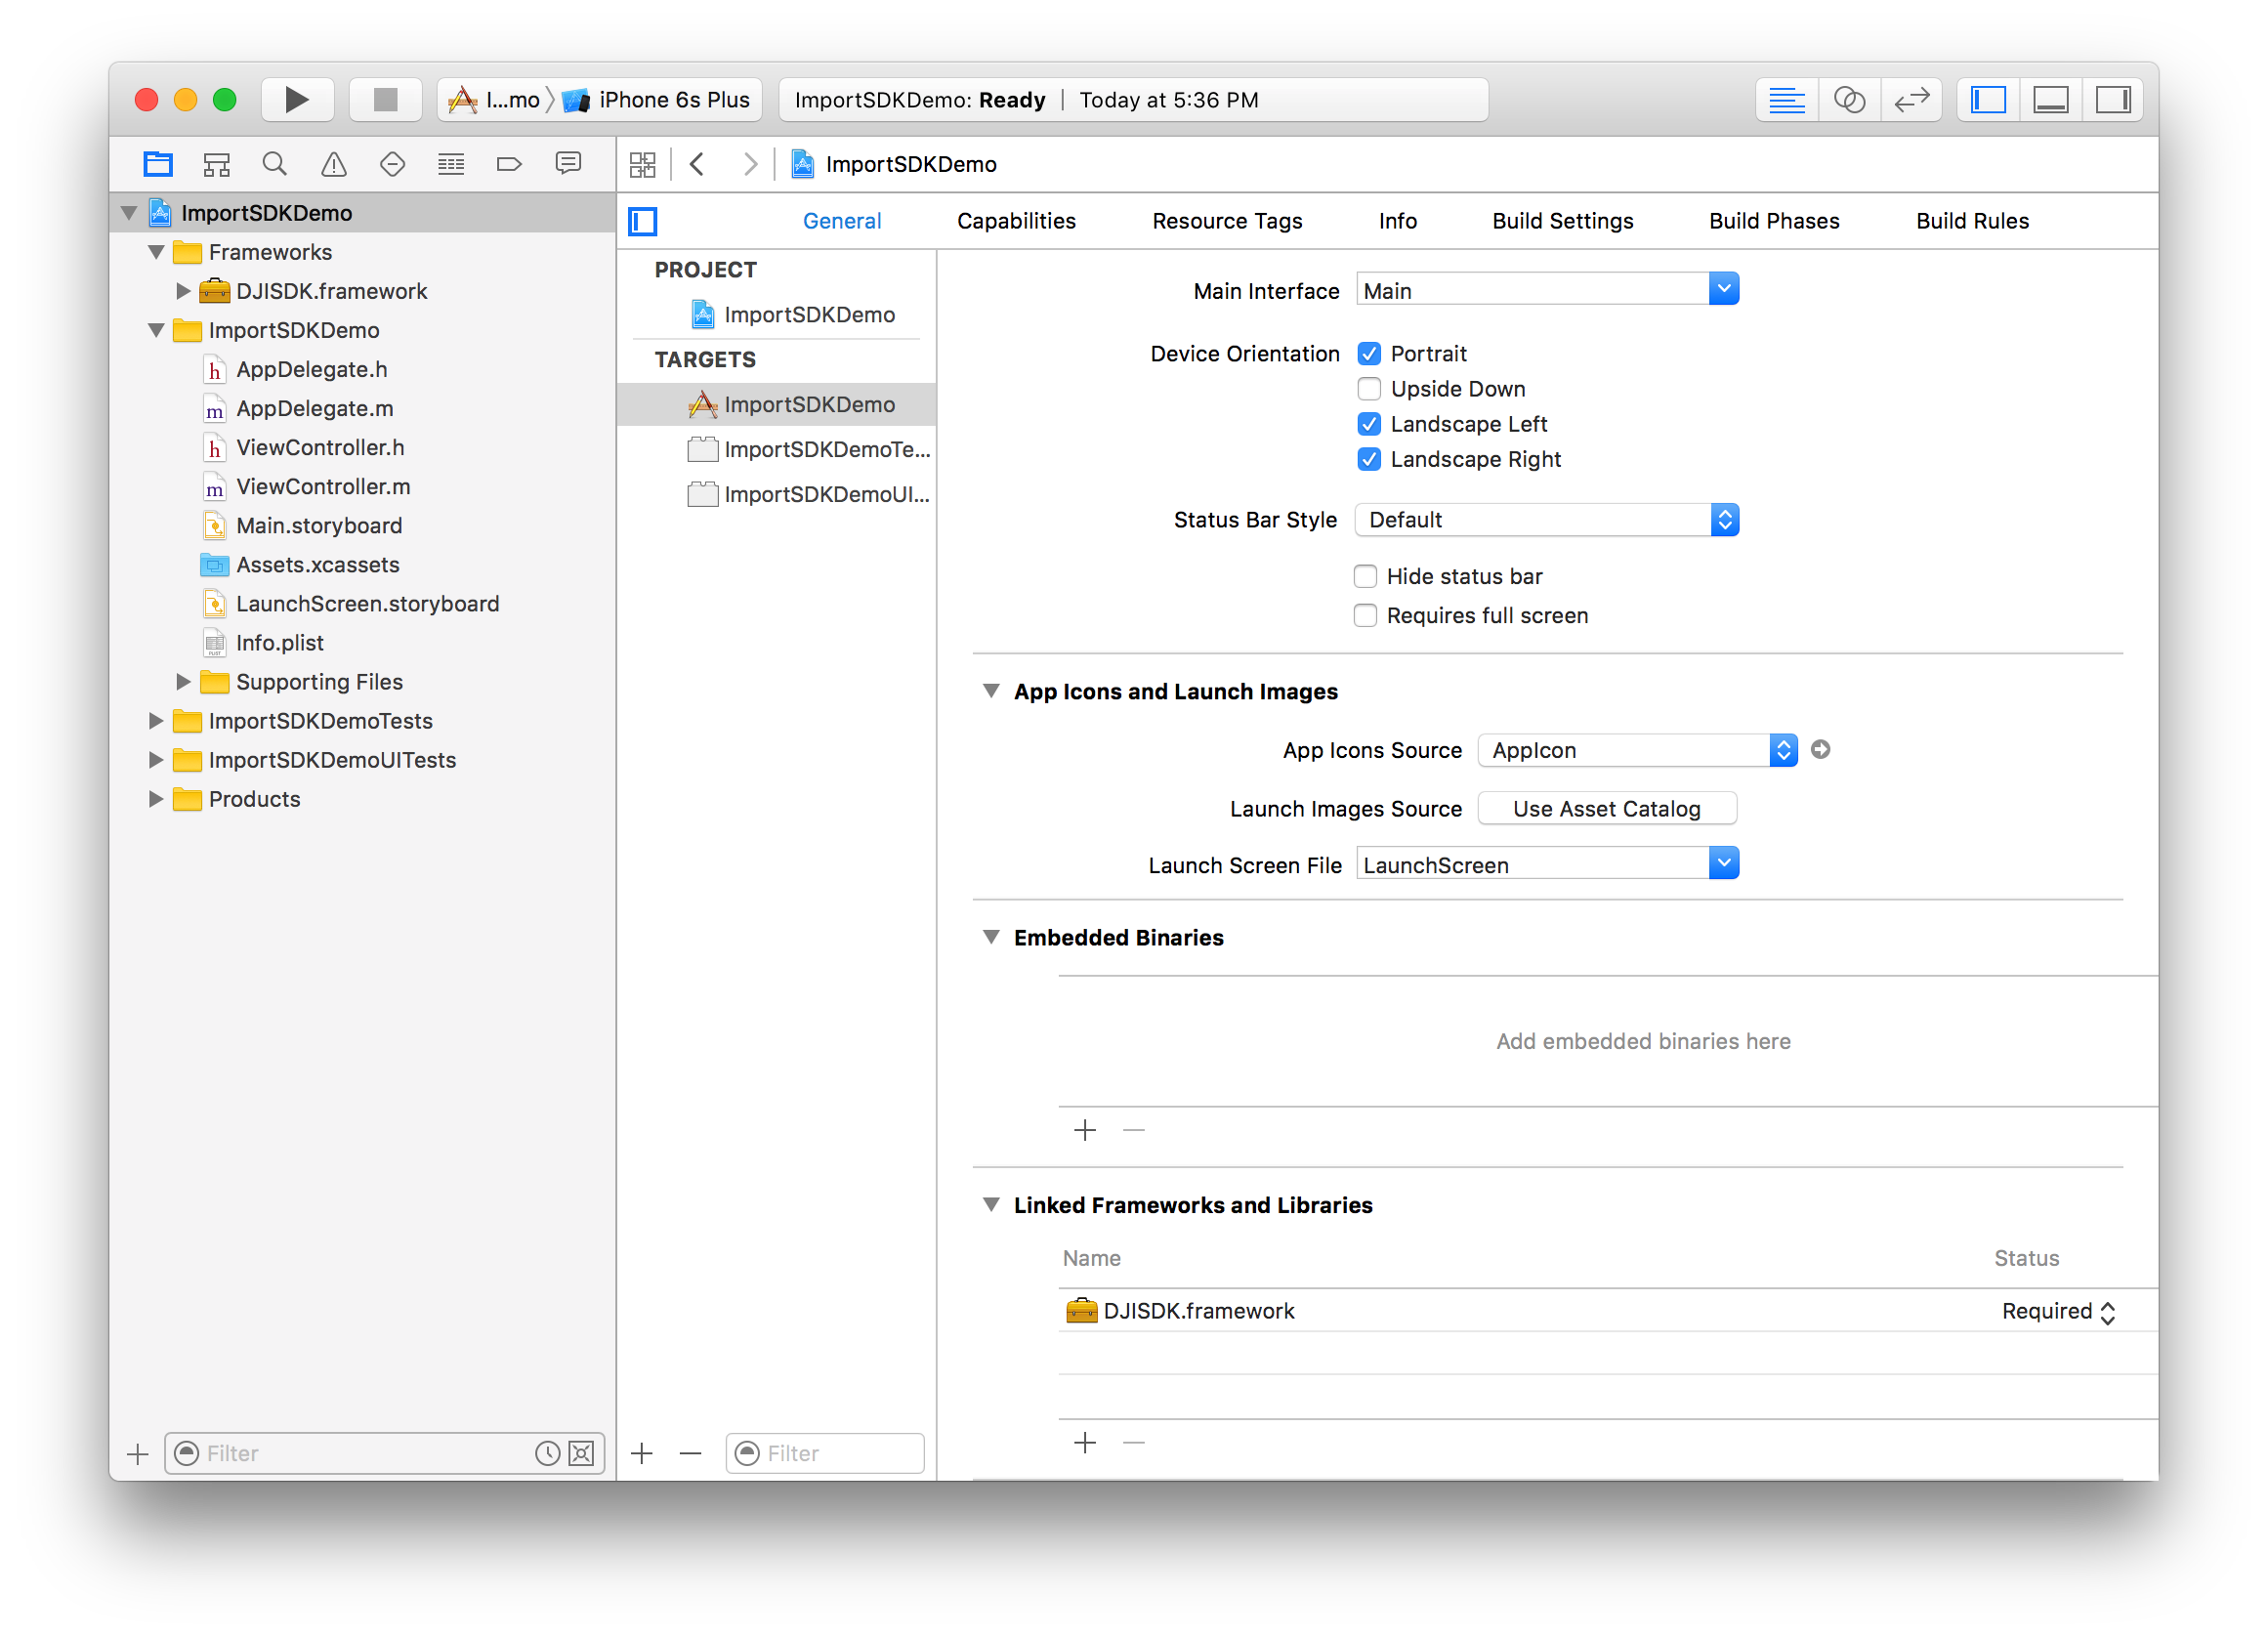 I...mo iPhone 6s Plus ImportSDKDemo: Ready | Today at 5:36 PM
ImportSDKDemo
ImportSDKDemo
Frameworks
DJISDK.framework
ImportSDKDemo
h AppDelegate.h
m AppDelegate.m
h ViewController.h
m ViewController.m
Main.storyboard
Assets.xcassets
LaunchScreen.storyboard
PLIST Info.plist
Supporting Files
ImportSDKDemoTests
ImportSDKDemoUITests
Products
Filter
General Capabilities Resource Tags Info Build Settings Build Phases Build Rules
PROJECT
ImportSDKDemo
TARGETS
ImportSDKDemo
ImportSDKDemoTe...
ImportSDKDemoUI...
Filter
Main Interface Main
Device Orientation Portrait
Upside Down
Landscape Left
Landscape Right
Status Bar Style Default
Hide status bar
Requires full screen
App Icons and Launch Images
App Icons Source AppIcon
Launch Images Source Use Asset Catalog
Launch Screen File LaunchScreen
Embedded Binaries
Add embedded binaries here
Linked Frameworks and Libraries
Name Status
DJISDK.framework Required